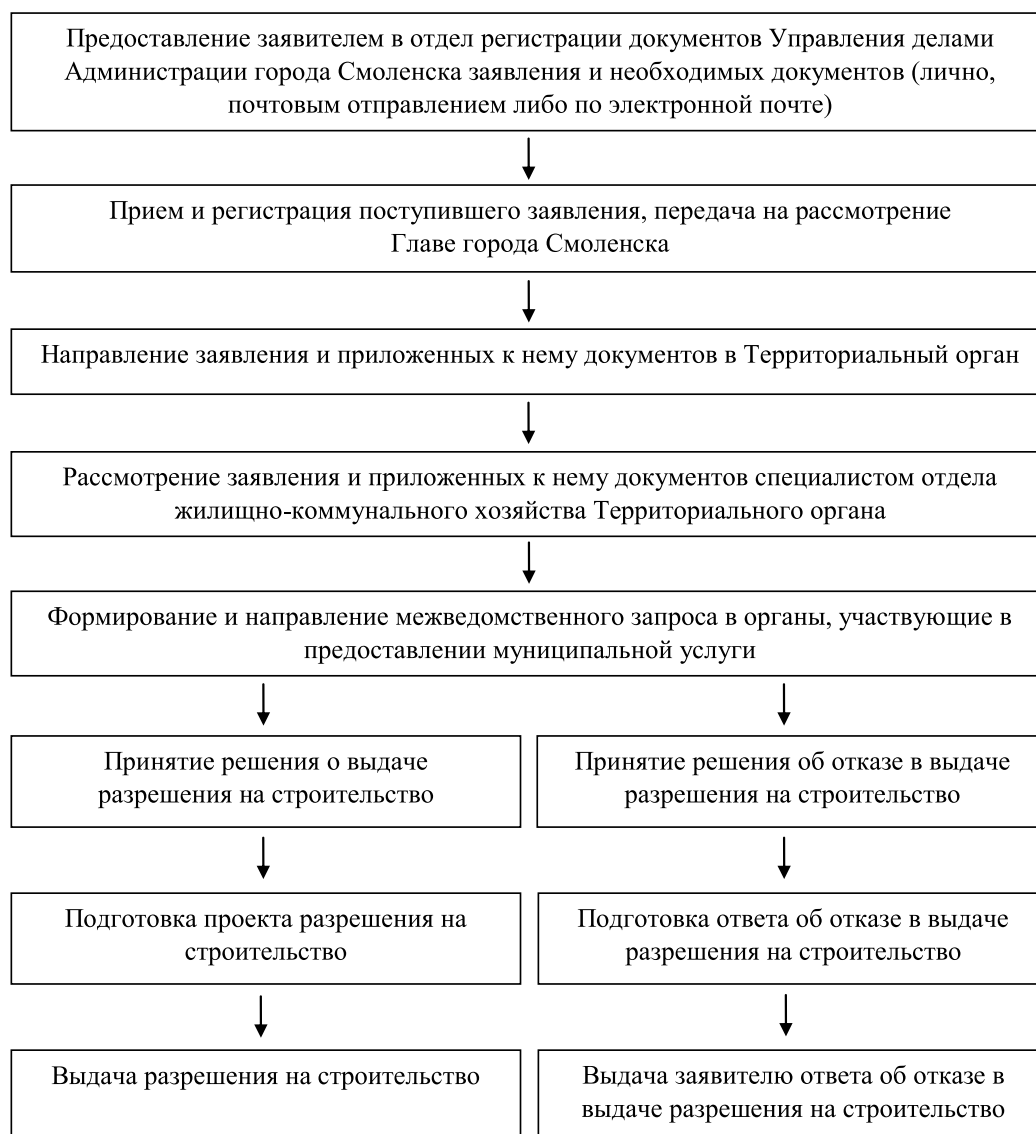 Предоставление заявителем в отдел регистрации документов Управления делами
Администрации города Смоленска заявления и необходимых документов (лично,
почтовым отправлением либо по электронной почте)
Прием и регистрация поступившего заявления, передача на рассмотрение
Главе города Смоленска
Направление заявления и приложенных к нему документов в Территориальный орган
Рассмотрение заявления и приложенных к нему документов специалистом отдела
жилищно-коммунального хозяйства Территориального органа
Формирование и направление межведомственного запроса в органы, участвующие в
предоставлении муниципальной услуги
Принятие решения о выдаче
разрешения на строительство
Принятие решения об отказе в выдаче
разрешения на строительство
Подготовка проекта разрешения на
строительство
Подготовка ответа об отказе в выдаче
разрешения на строительство
Выдача разрешения на строительство
Выдача заявителю ответа об отказе в
выдаче разрешения на строительство